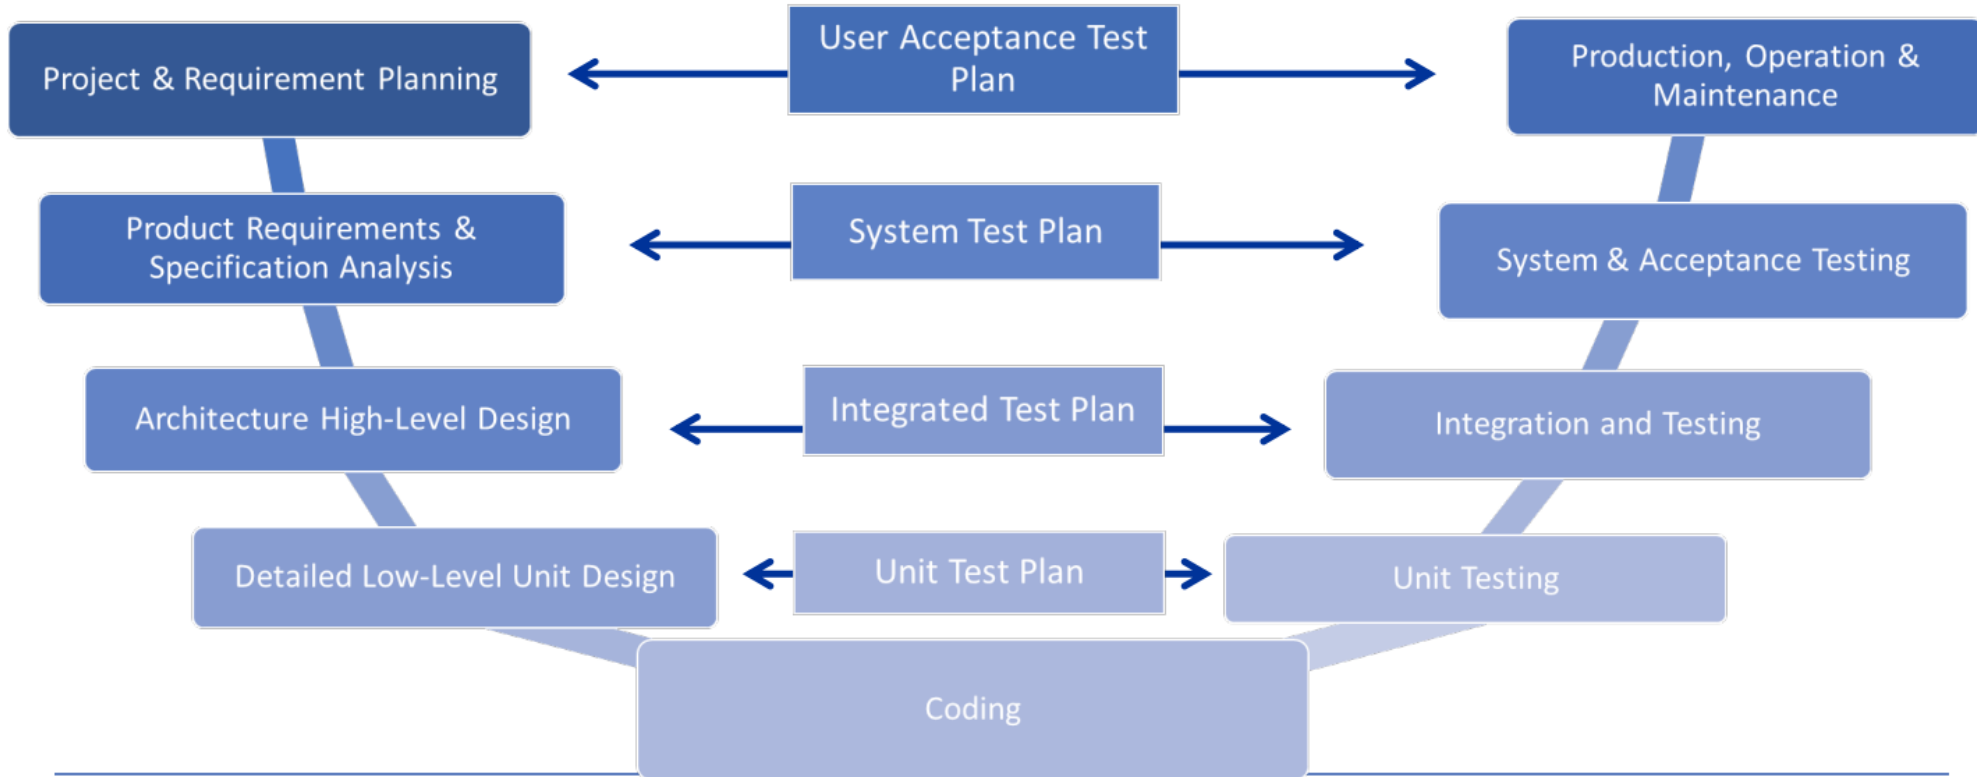 Project & Requirement Planning
User Acceptance Test
Plan
Production, Operation &
Maintenance
Product Requirements &
Specification Analysis
System Test Plan
System & Acceptance Testing
Architecture High-Level Design
Integrated Test Plan
Integration and Testing
Detailed Low-Level Unit Design
Unit Test Plan
Unit Testing
Coding